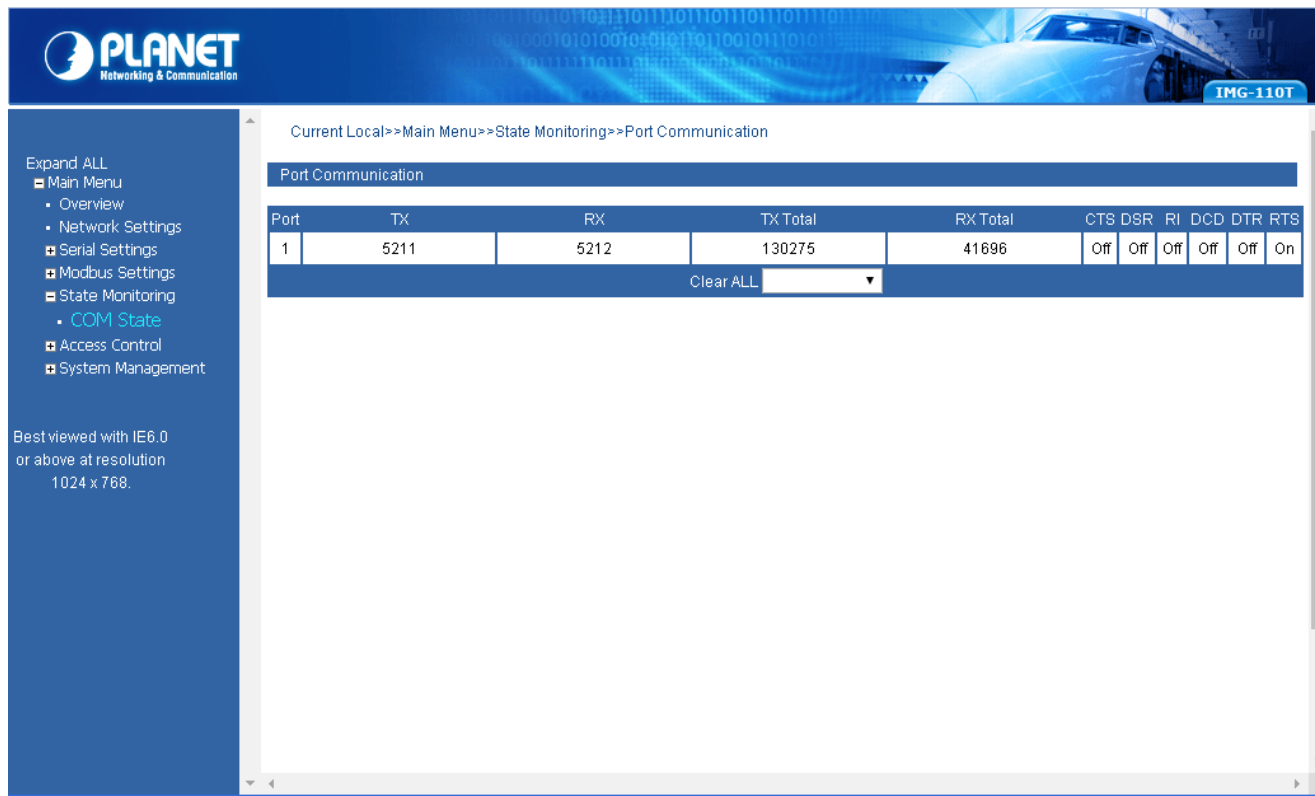 PLANET
Networking & Communication
IMG-110T
Expand ALL
Main Menu
Overview
Network Settings
Serial Settings
Modbus Settings
State Monitoring
COM State
Access Control
System Management
Best viewed with IE6.0
or above at resolution
1024 x 768.
Current Local>>Main Menu>>State Monitoring>>Port Communication
Port Communication
Port TX RX TX Total RX Total CTS DSR RI DCD DTR RTS
1 5211 5212 130275 41696 Off Off Off Off Off On
Clear ALL